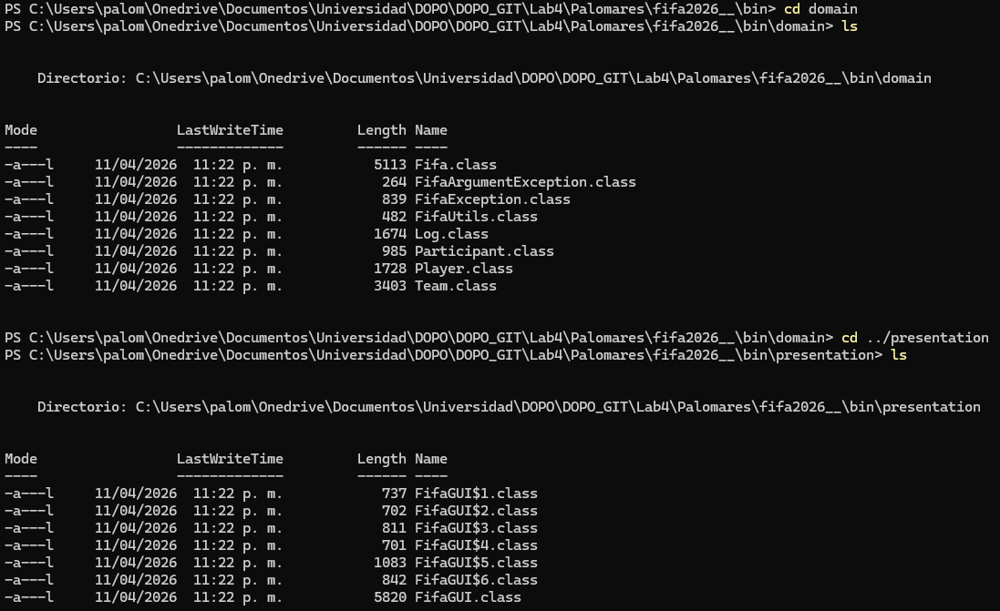 PS C:\Users\palom\Onedrive\Documentos\Universidad\DOPO\DOPO_GIT\Lab4\Palomares\fifa2026__\bin> cd domain
PS C:\Users\palom\Onedrive\Documentos\Universidad\DOPO\DOPO_GIT\Lab4\Palomares\fifa2026__\bin\domain> ls
Directorio: C:\Users\palom\Onedrive\Documentos\Universidad\DOPO\DOPO_GIT\Lab4\Palomares\fifa2026__\bin\domain
Mode LastWriteTime Length Name
---- ------------- ------ ----
-a---l 11/04/2026 11:22 p. m. 5113 Fifa.class
-a---l 11/04/2026 11:22 p. m. 264 FifaArgumentException.class
-a---l 11/04/2026 11:22 p. m. 839 FifaException.class
-a---l 11/04/2026 11:22 p. m. 482 FifaUtils.class
-a---l 11/04/2026 11:22 p. m. 1674 Log.class
-a---l 11/04/2026 11:22 p. m. 985 Participant.class
-a---l 11/04/2026 11:22 p. m. 1728 Player.class
-a---l 11/04/2026 11:22 p. m. 3403 Team.class
PS C:\Users\palom\Onedrive\Documentos\Universidad\DOPO\DOPO_GIT\Lab4\Palomares\fifa2026__\bin\domain> cd ../presentation
PS C:\Users\palom\Onedrive\Documentos\Universidad\DOPO\DOPO_GIT\Lab4\Palomares\fifa2026__\bin\presentation> ls
Directorio: C:\Users\palom\Onedrive\Documentos\Universidad\DOPO\DOPO_GIT\Lab4\Palomares\fifa2026__\bin\presentation
Mode LastWriteTime Length Name
---- ------------- ------ ----
-a---l 11/04/2026 11:22 p. m. 737 FifaGUI$1.class
-a---l 11/04/2026 11:22 p. m. 702 FifaGUI$2.class
-a---l 11/04/2026 11:22 p. m. 811 FifaGUI$3.class
-a---l 11/04/2026 11:22 p. m. 701 FifaGUI$4.class
-a---l 11/04/2026 11:22 p. m. 1083 FifaGUI$5.class
-a---l 11/04/2026 11:22 p. m. 842 FifaGUI$6.class
-a---l 11/04/2026 11:22 p. m. 5820 FifaGUI.class